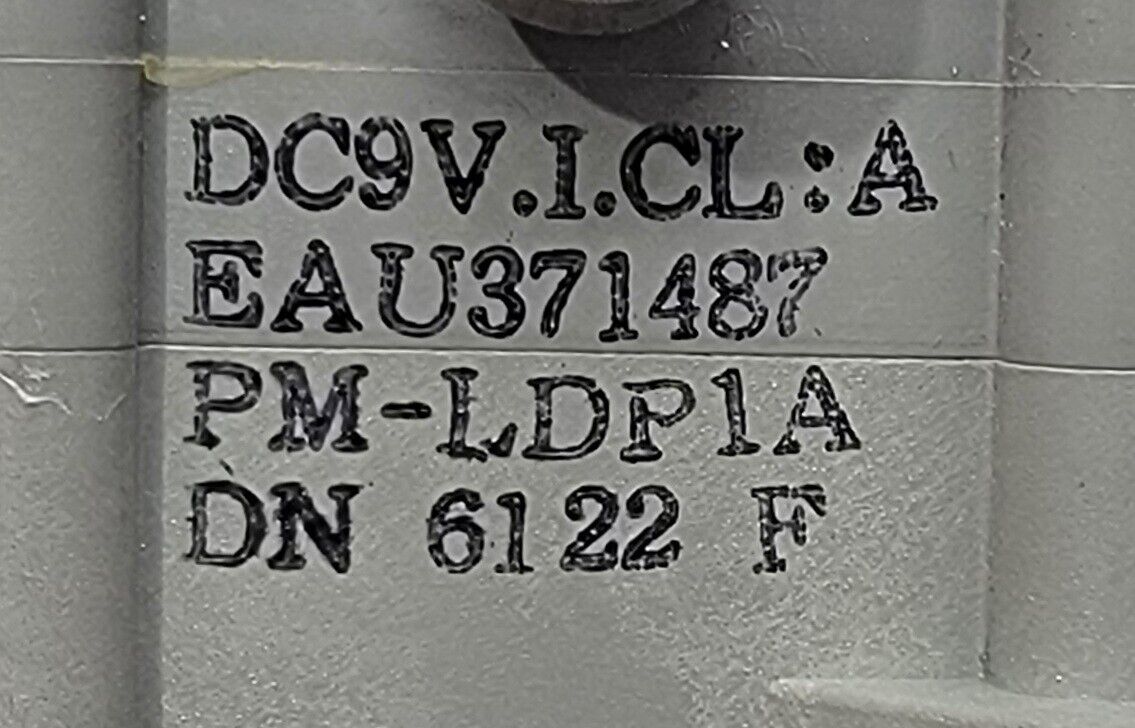 DC9V.I.CL:A
EAU371487
PM-LDP1A
DN 6122 F